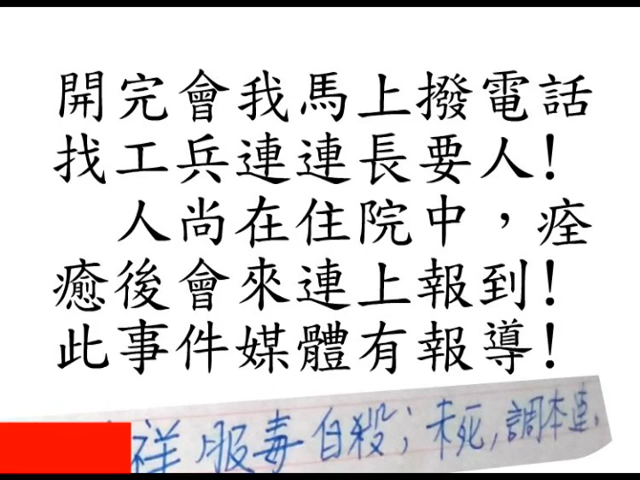 開完會我馬上撥電話
找工兵連連長要人!
人尚在住院中，痊
癒後會來連上報到!
此事件媒體有報導!
祥服毒自殺；未死，調本連。